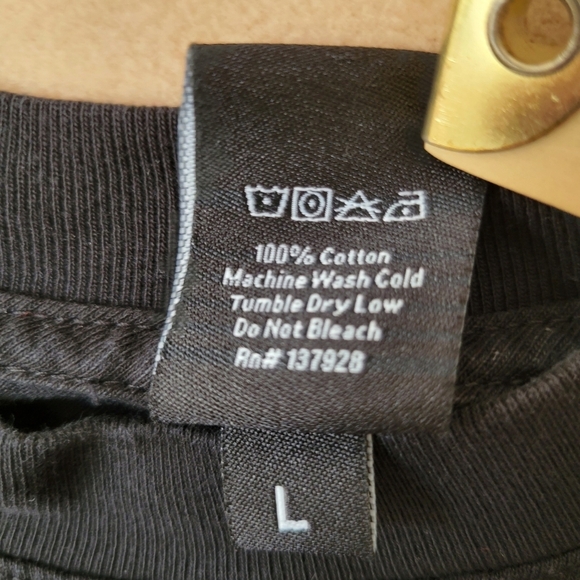 100% Cotton
Machine Wash Cold
Tumble Dry Low
Do Not Bleach
Rn# 137928
L